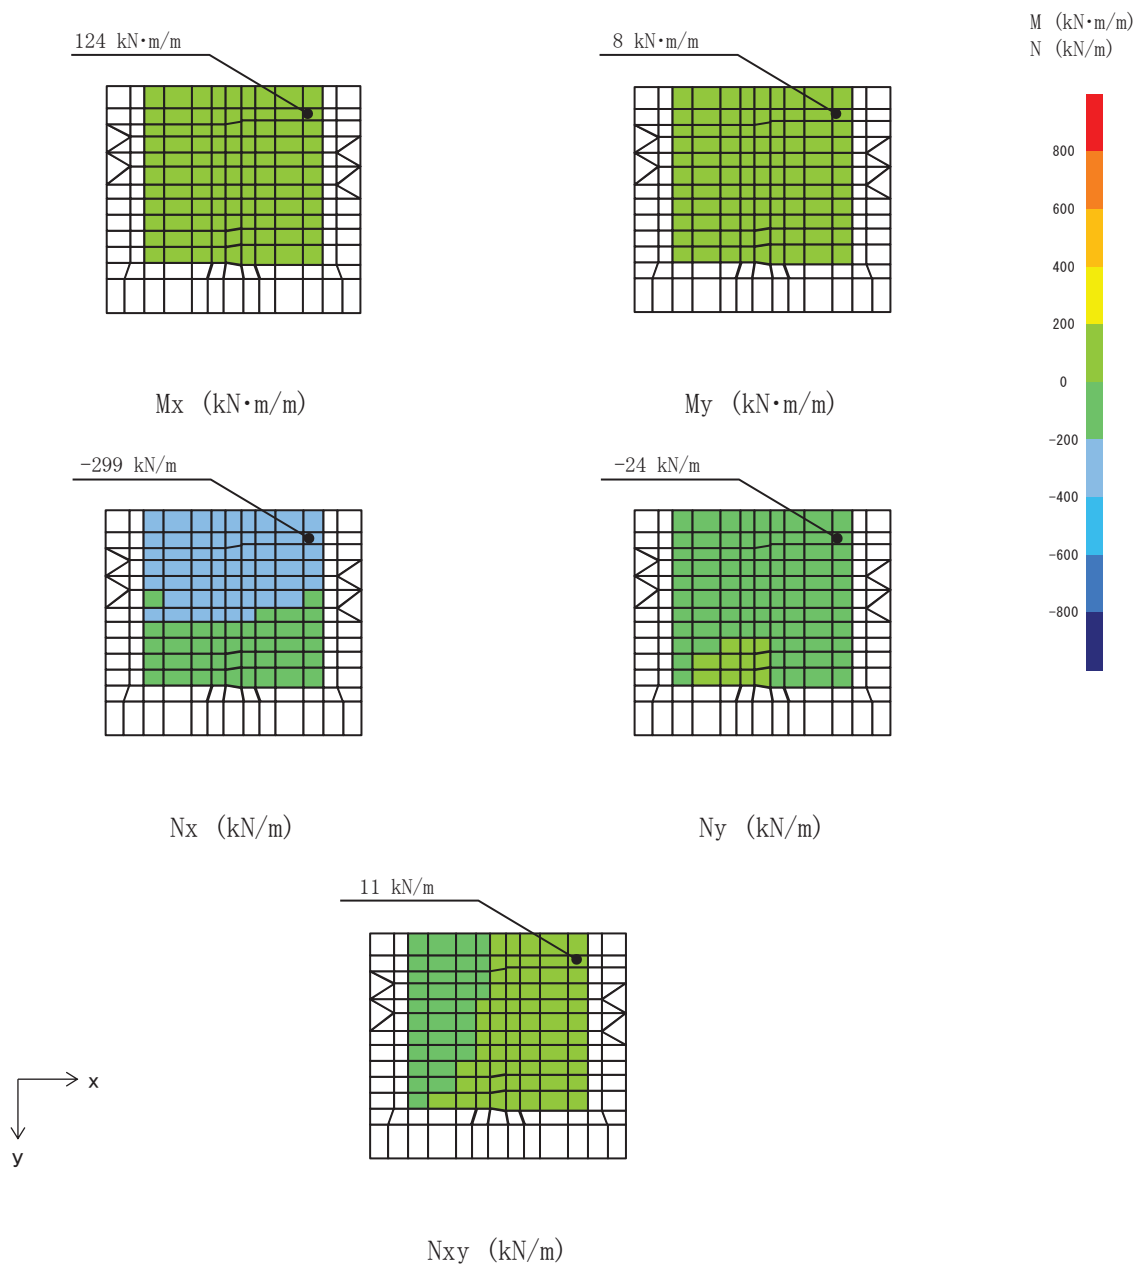 M (kN·m/m)
N (kN/m)
124 kN·m/m
8 kN·m/m
800
600
400
200
0
-200
-400
-600
-800
Mx (kN·m/m)
My (kN·m/m)
-299 kN/m
-24 kN/m
Nx (kN/m)
Ny (kN/m)
11 kN/m
x
y
Nxy (kN/m)